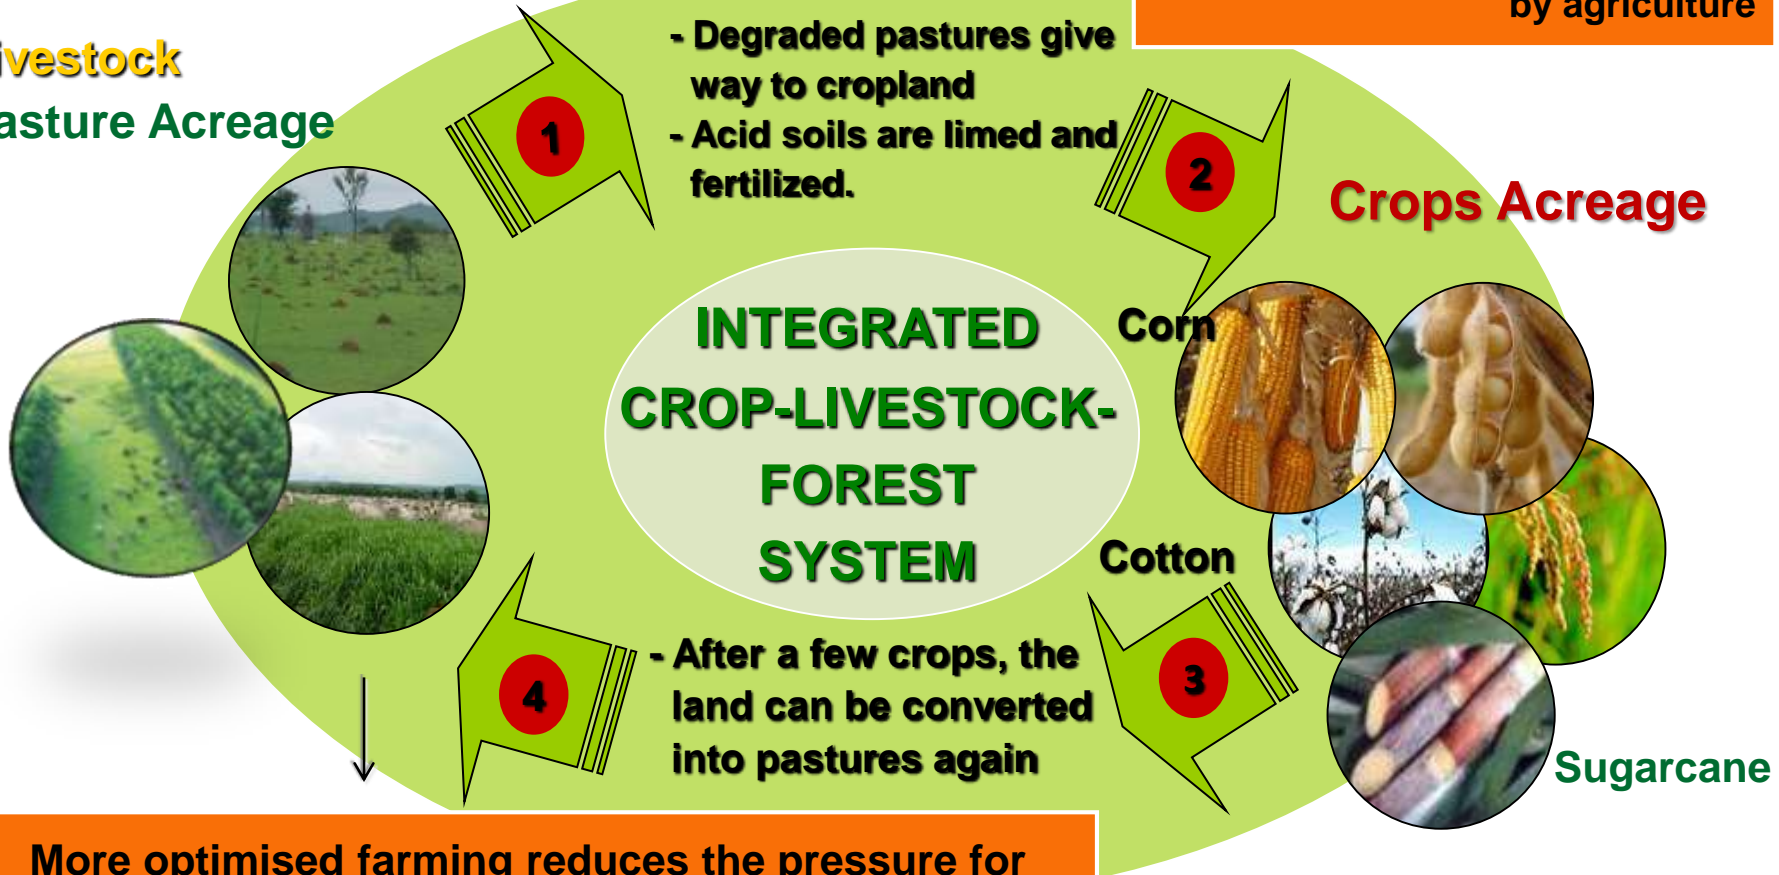 by agriculture
ivestock
asture Acreage
- Degraded pastures give
way to cropland
- Acid soils are limed and
fertilized.
1
2
Crops Acreage
INTEGRATED
CROP-LIVESTOCK-
FOREST
SYSTEM
Corn
Cotton
- After a few crops, the
land can be converted
into pastures again
3
4
Sugarcane
More optimised farming reduces the pressure for